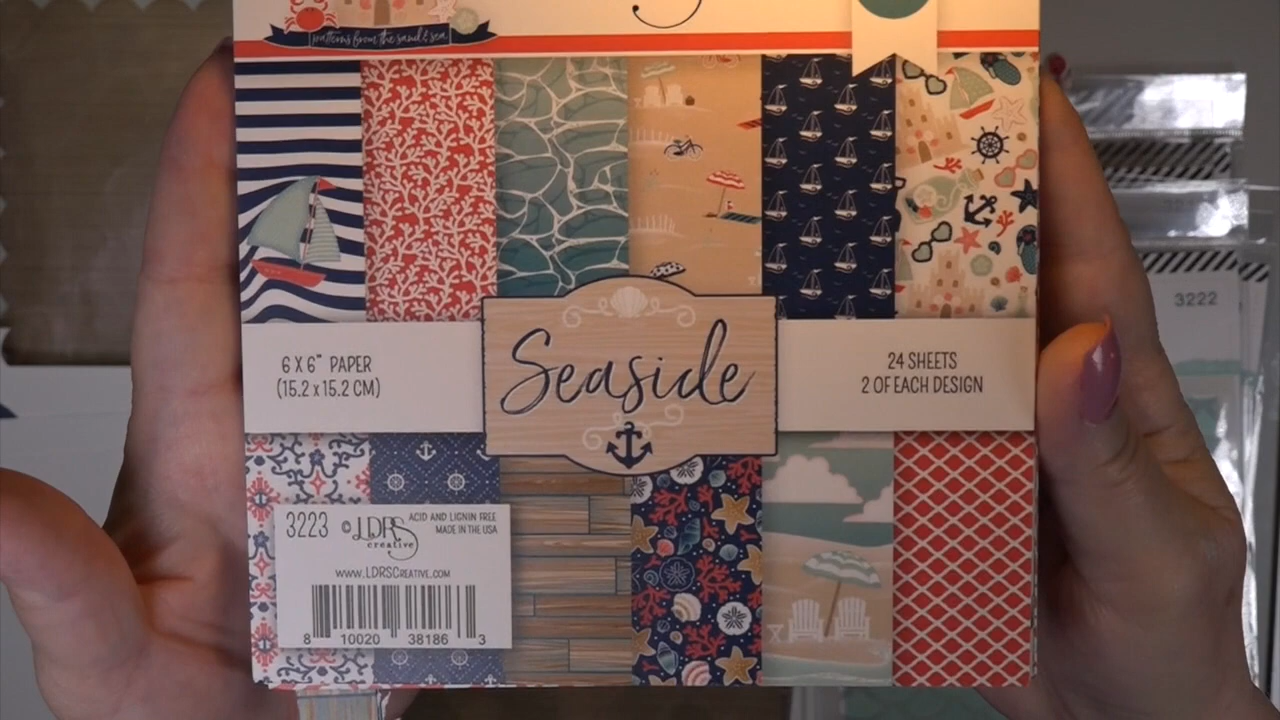 patterns from the sand & sea
6 X 6" PAPER
(15.2 x 15.2 CM)
Seaside
24 SHEETS
2 OF EACH DESIGN
3222
3223 © LDRS
creative
ACID AND LIGNIN FREE
MADE IN THE USA
WWW.LDRSCREATIVE.COM
8 10020 38186 3